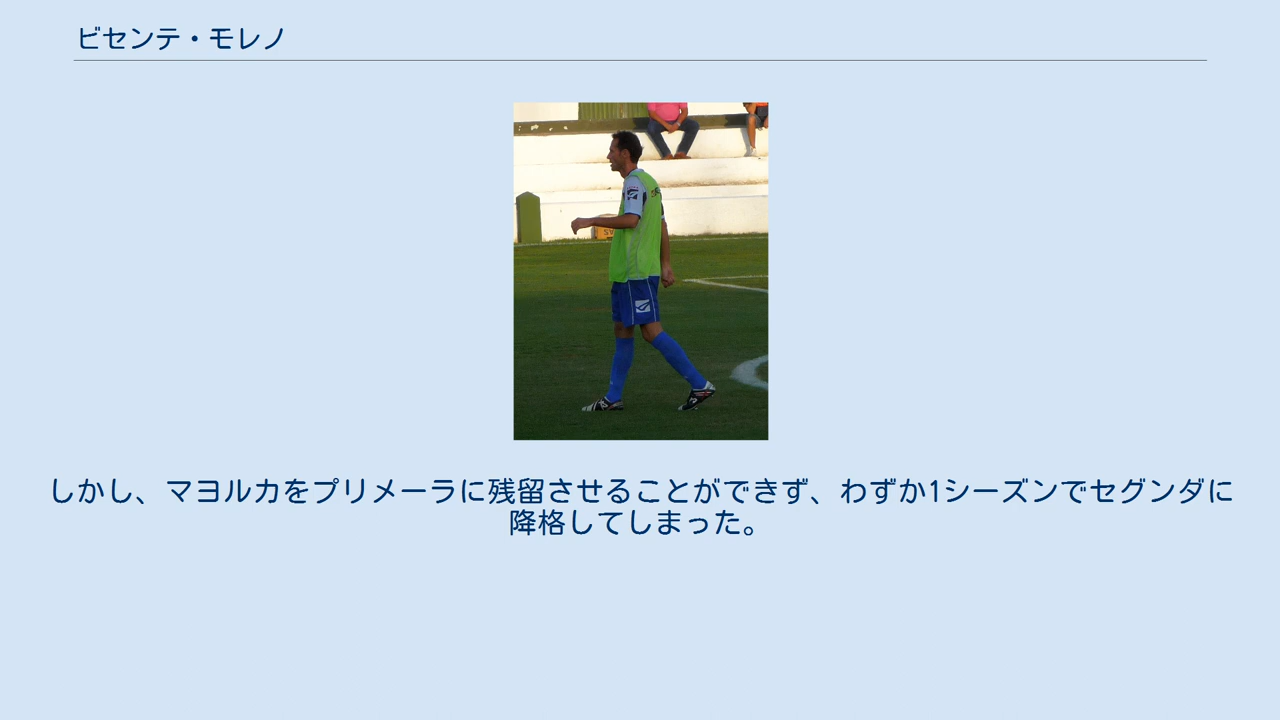 ビセンテ・モレノ
しかし、マヨルカをプリメーラに残留させることができず、わずか1シーズンでセグンダに
降格してしまった。